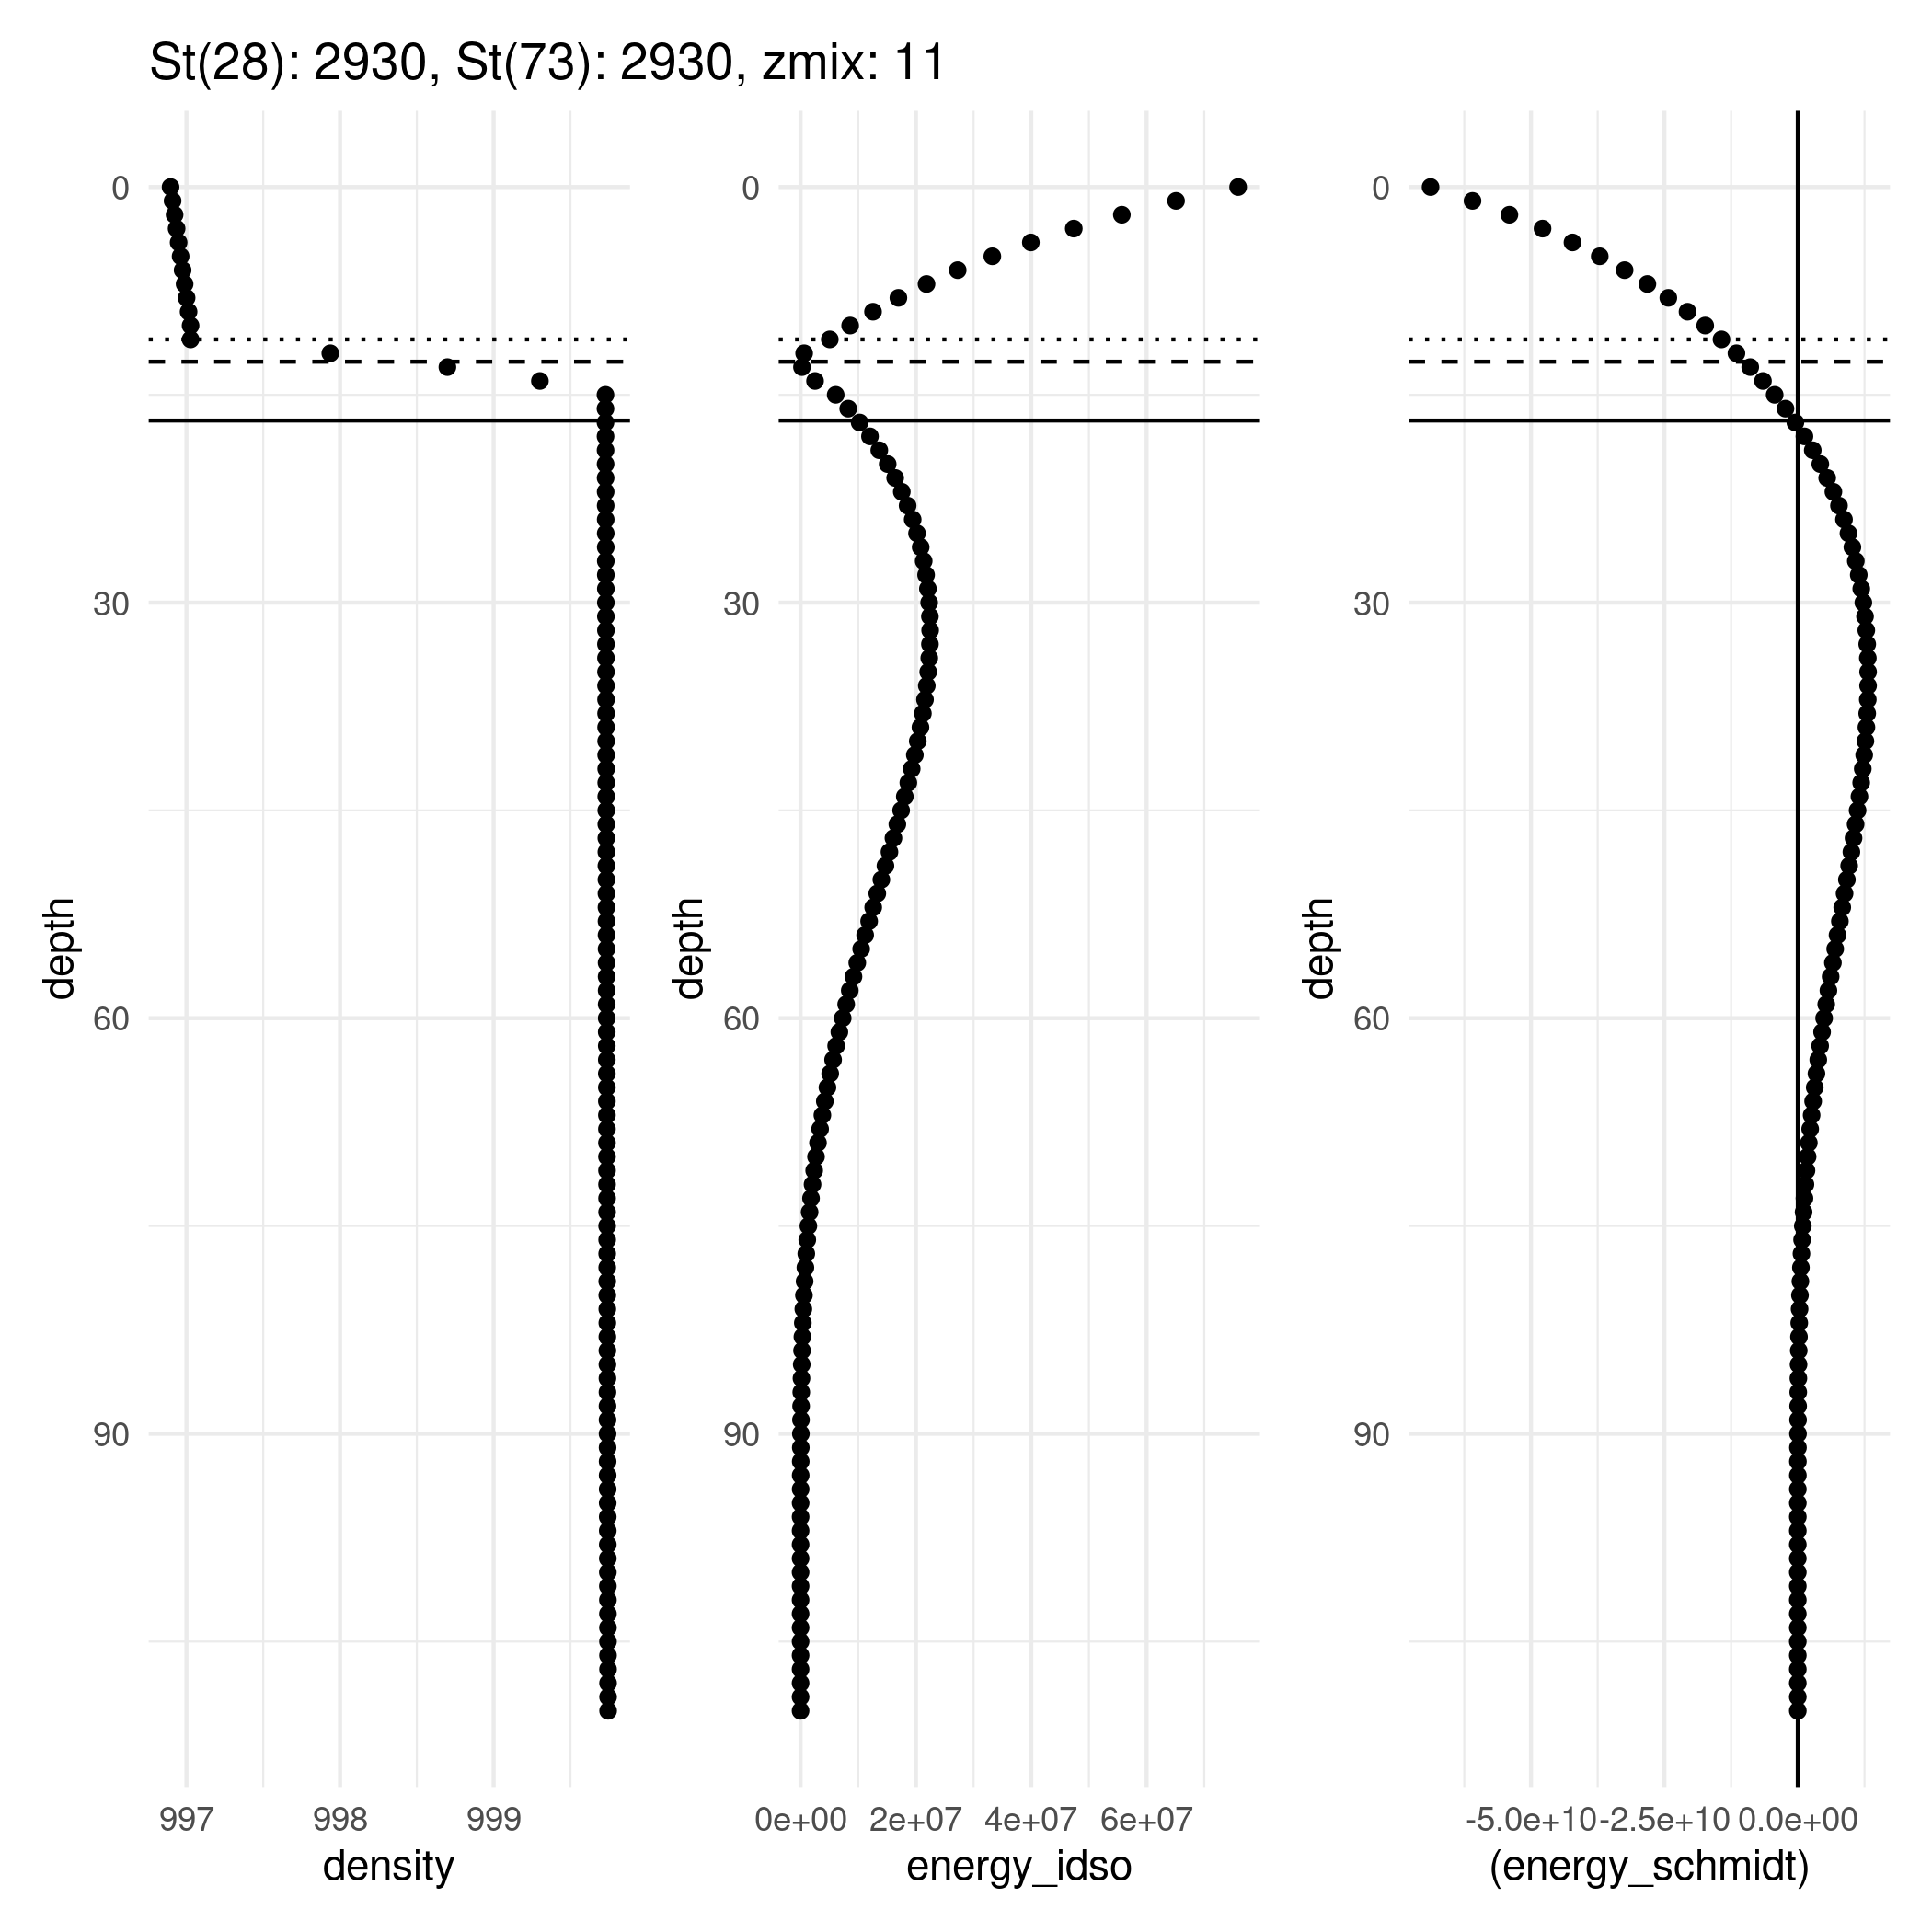 St(28): 2930, St(73): 2930, zmix: 11
0
30
60
90
depth
997 998 999
density
0
30
60
90
depth
0e+00 2e+07 4e+07 6e+07
energy_idso
0
30
60
90
depth
-5.0e+10 -2.5e+10 0.0e+00
(energy_schmidt)